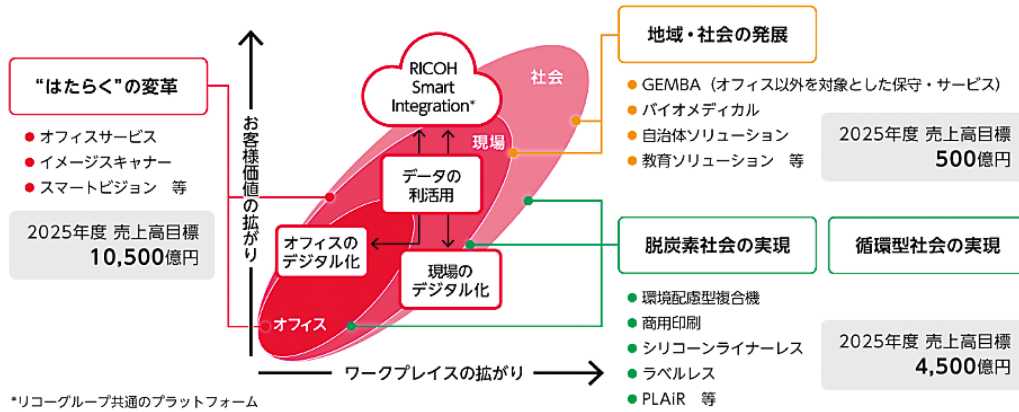 “はたらく”の変革
● オフィスサービス
● イメージスキャナー
● スマートビジョン 等
2025年度 売上高目標
10,500億円
お客様価値の拡がり
RICOH
Smart
Integration*
社会
現場
データの
利活用
オフィスの
デジタル化
現場の
デジタル化
オフィス
ワークプレイスの拡がり
地域・社会の発展
● GEMBA（オフィス以外を対象とした保守・サービス）
● バイオメディカル
● 自治体ソリューション
● 教育ソリューション 等
2025年度 売上高目標
500億円
脱炭素社会の実現
循環型社会の実現
● 環境配慮型複合機
● 商用印刷
● シリコーンライナーレス
● ラベルレス
● PLAiR 等
2025年度 売上高目標
4,500億円
*リコーグループ共通のプラットフォーム